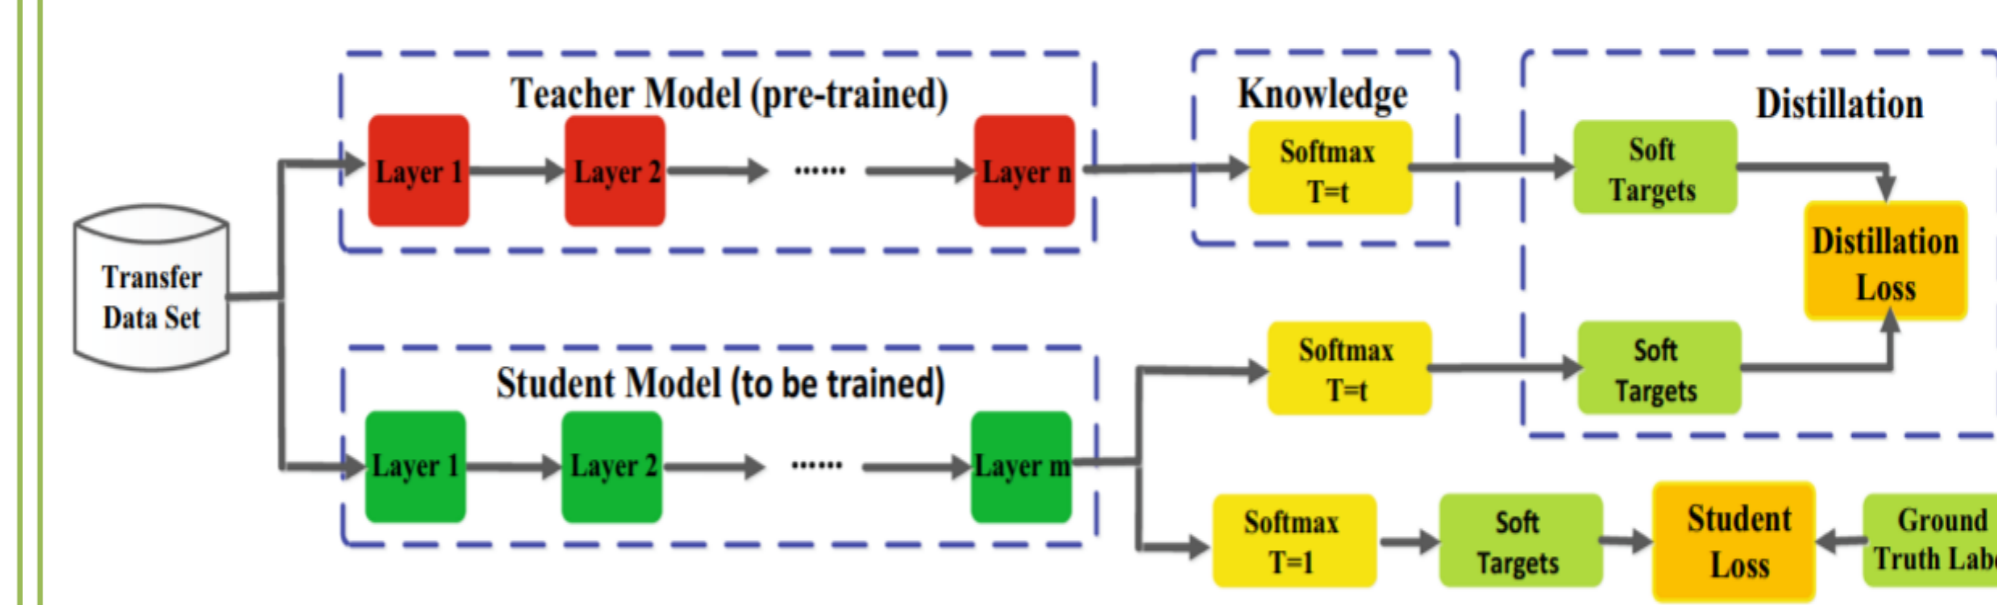 Teacher Model (pre-trained)
Layer 1
Layer 2
......
Layer n
Knowledge
Softmax
T=t
Distillation
Soft
Targets
Distillation
Loss
Transfer
Data Set
Student Model (to be trained)
Layer 1
Layer 2
......
Layer m
Softmax
T=t
Soft
Targets
Softmax
T=1
Soft
Targets
Student
Loss
Ground
Truth